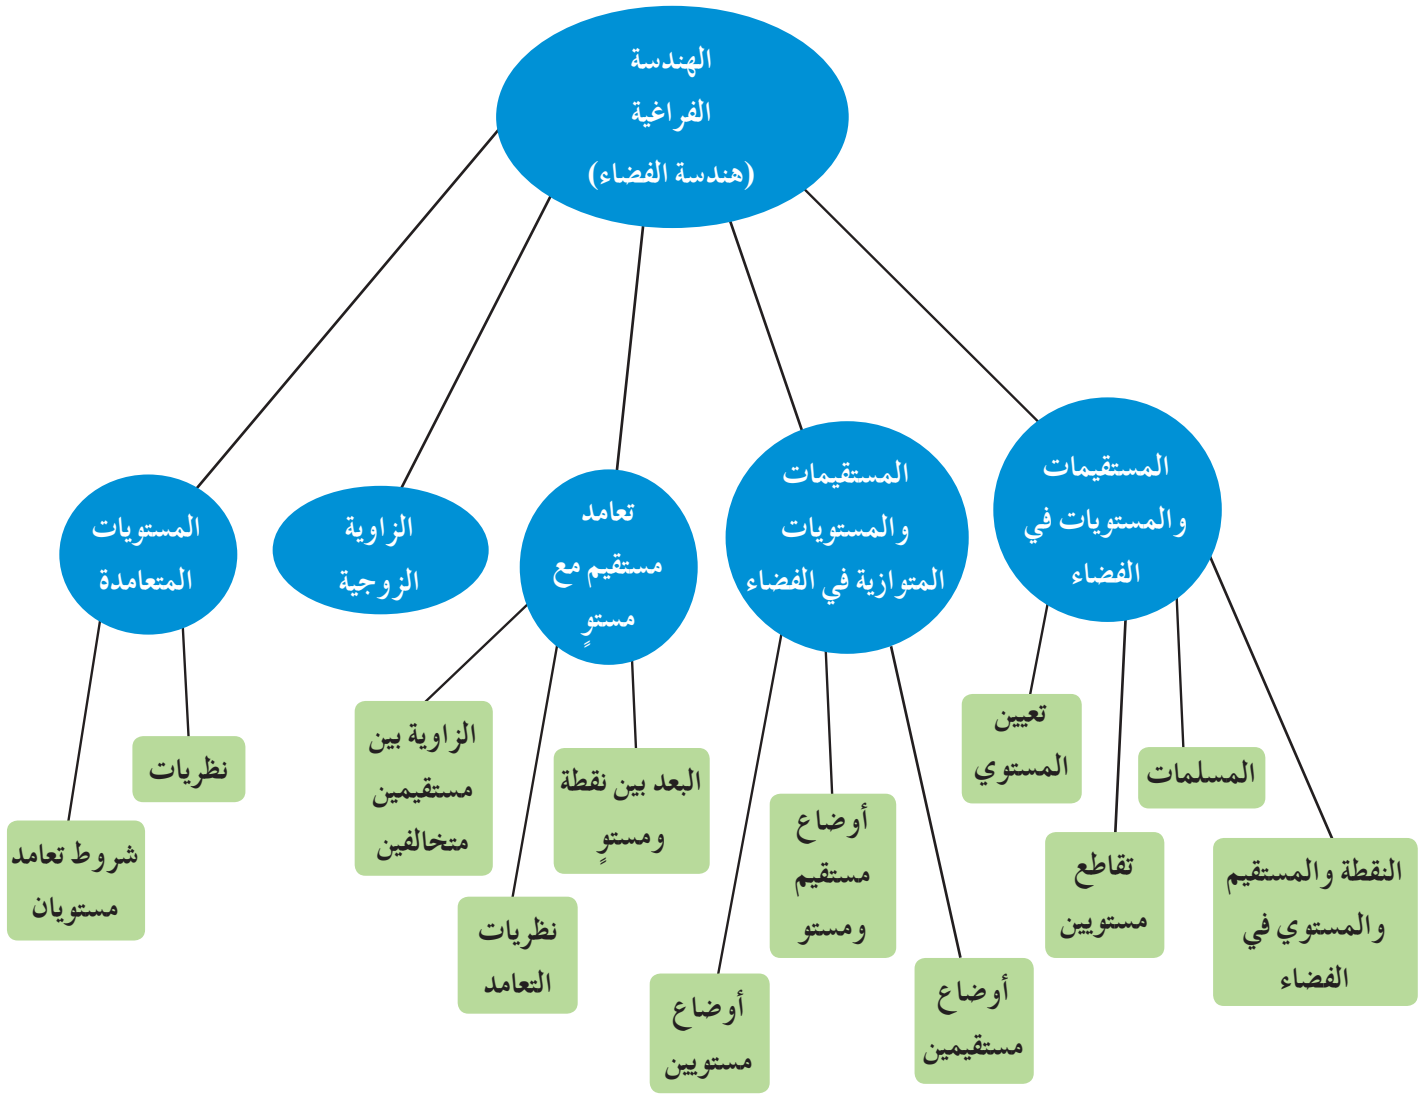 الهندسة
الفراغية
(هندسة الفضاء)
المستقيمات
والمستويات في
الفضاء
المستقيمات
والمستويات
المتوازية في الفضاء
تعامد
مستقيم مع
مستوٍ
الزاوية
الزوجية
المستويات
المتعامدة
النقطة والمستقيم
والمستوي في
الفضاء
المسلمات
تقاطع
مستويين
تعيين
المستوي
أوضاع
مستقيمين
أوضاع
مستقيم
ومستو
أوضاع
مستويين
البعد بين نقطة
ومستوٍ
نظريات
التعامد
الزاوية بين
مستقيمين
متخالفين
نظريات
شروط تعامد
مستويان